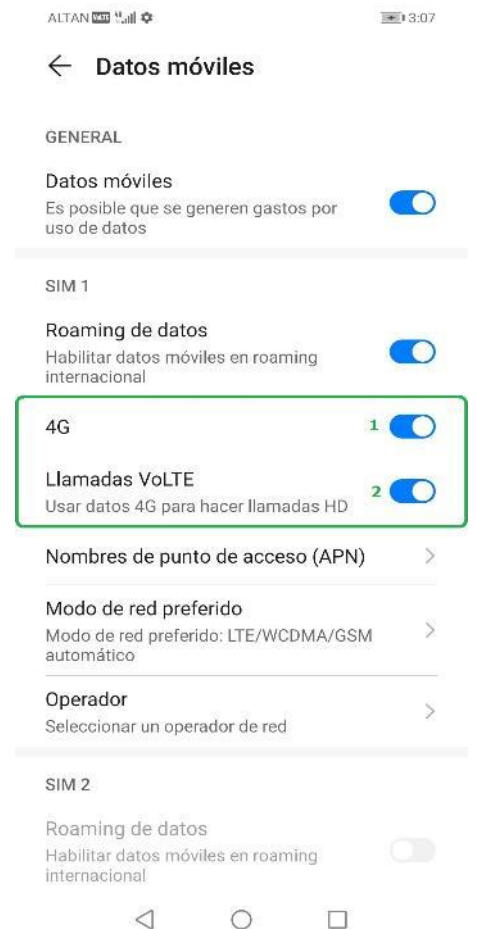 ALTAN VoLTE 3:07
Datos móviles
GENERAL
Datos móviles
Es posible que se generen gastos por
uso de datos
SIM 1
Roaming de datos
Habilitar datos móviles en roaming
internacional
4G 1
Llamadas VoLTE
Usar datos 4G para hacer llamadas HD 2
Nombres de punto de acceso (APN)
Modo de red preferido
Modo de red preferido: LTE/WCDMA/GSM
automático
Operador
Seleccionar un operador de red
SIM 2
Roaming de datos
Habilitar datos móviles en roaming
internacional